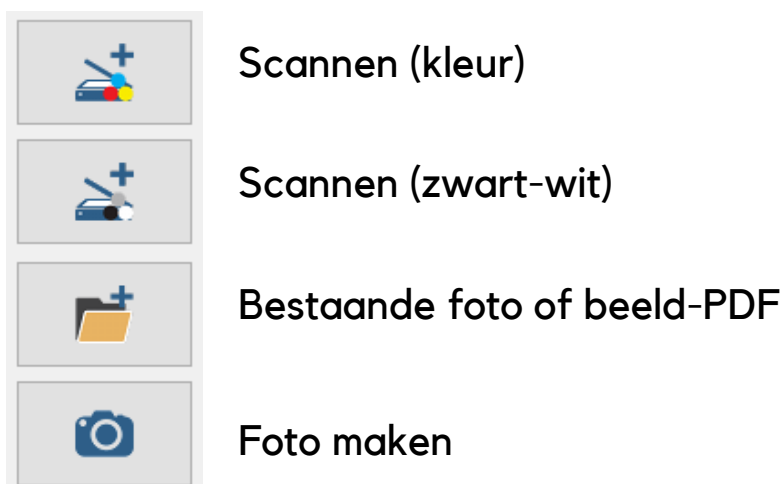 Scannen (kleur)
Scannen (zwart-wit)
Bestaande foto of beeld-PDF
Foto maken